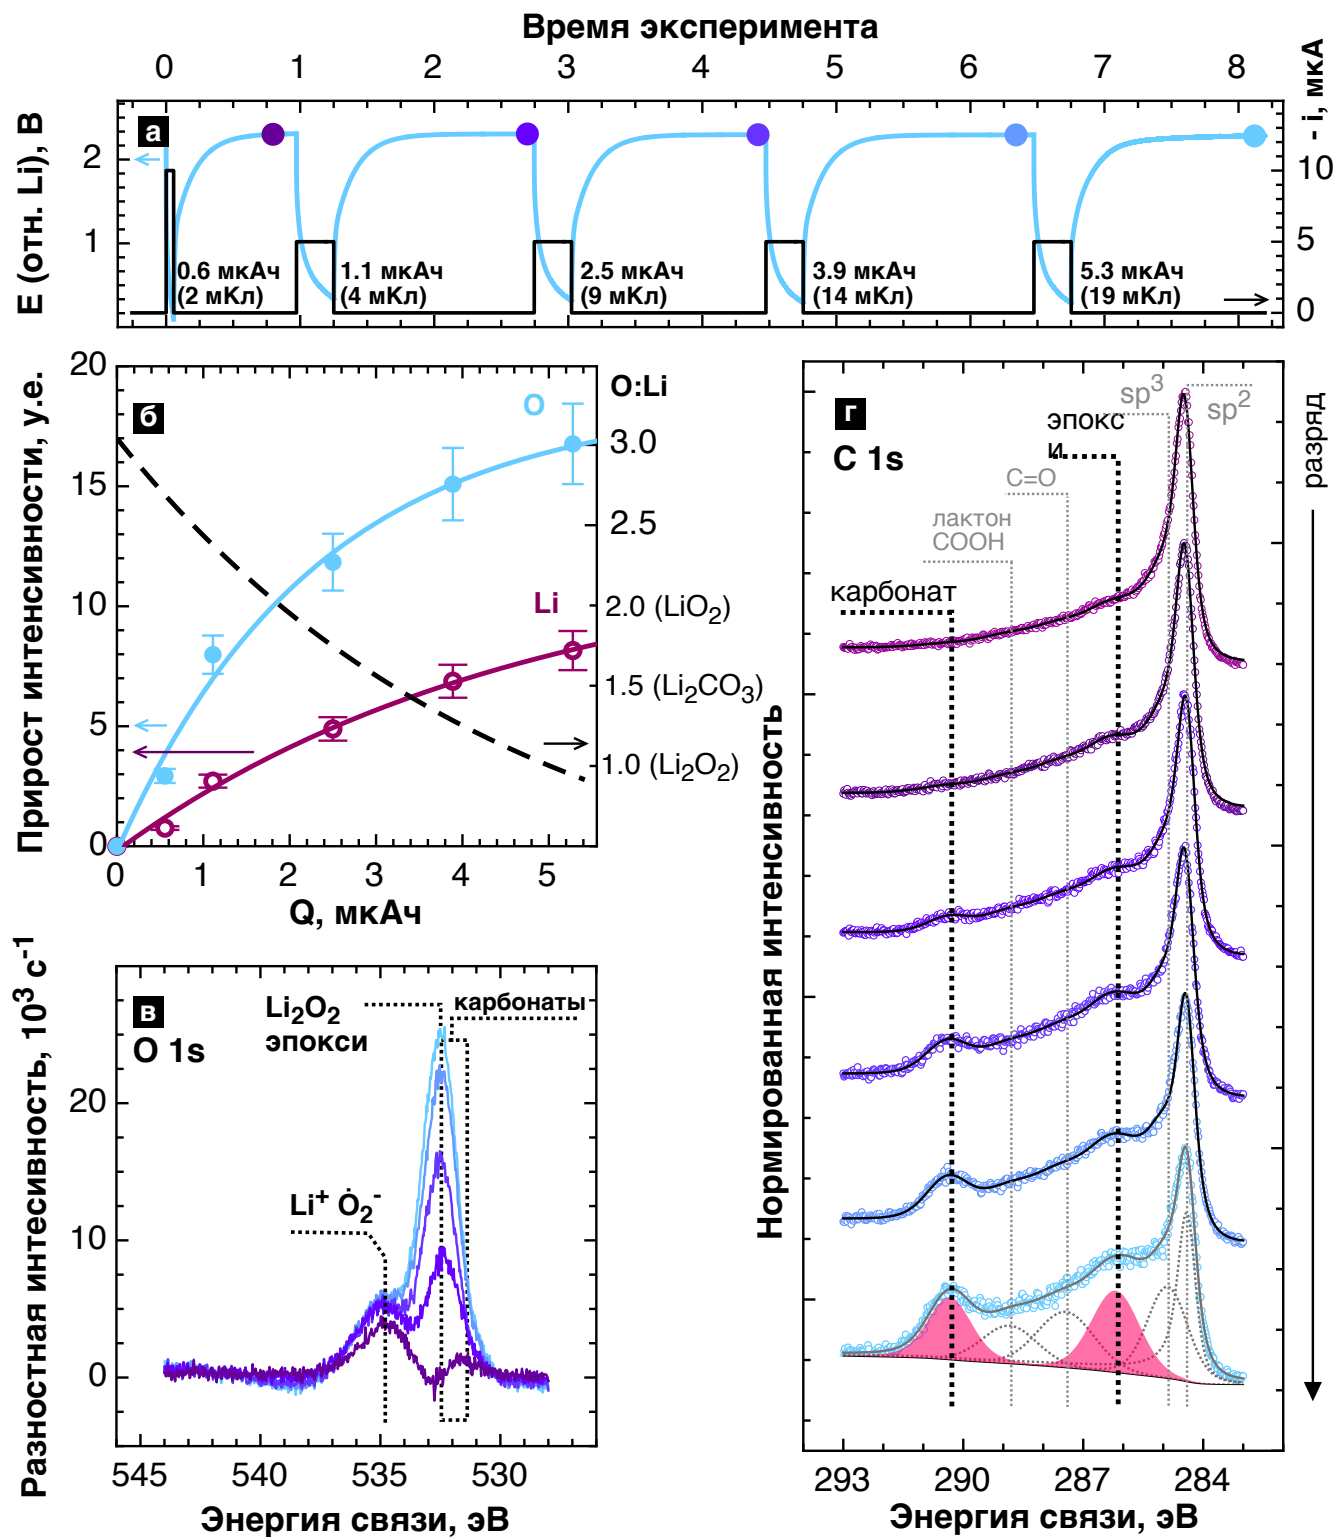 Время эксперимента
0 1 2 3 4 5 6 7 8
E (отн. Li), В
2
1
- i, мкА
10
5
0
а
0.6 мкАч
(2 мКл)
1.1 мкАч
(4 мКл)
2.5 мкАч
(9 мКл)
3.9 мкАч
(14 мКл)
5.3 мкАч
(19 мКл)
Прирост интенсивности, у.е.
20
15
10
5
0
б
O
Li
O:Li
3.0
2.5
2.0 (LiO₂)
1.5 (Li₂CO₃)
1.0 (Li₂O₂)
0 1 2 3 4 5
Q, мкАч
Разностная интесивность, 10³ с⁻¹
20
10
0
в
O 1s
Li₂O₂
эпокси
карбонаты
Li⁺ Ȯ₂⁻
545 540 535 530
Энергия связи, эВ
Нормированная интенсивность
г
C 1s
sp³
sp²
эпокс
и
C=O
лактон
COOH
карбонат
разряд
293 290 287 284
Энергия связи, эВ